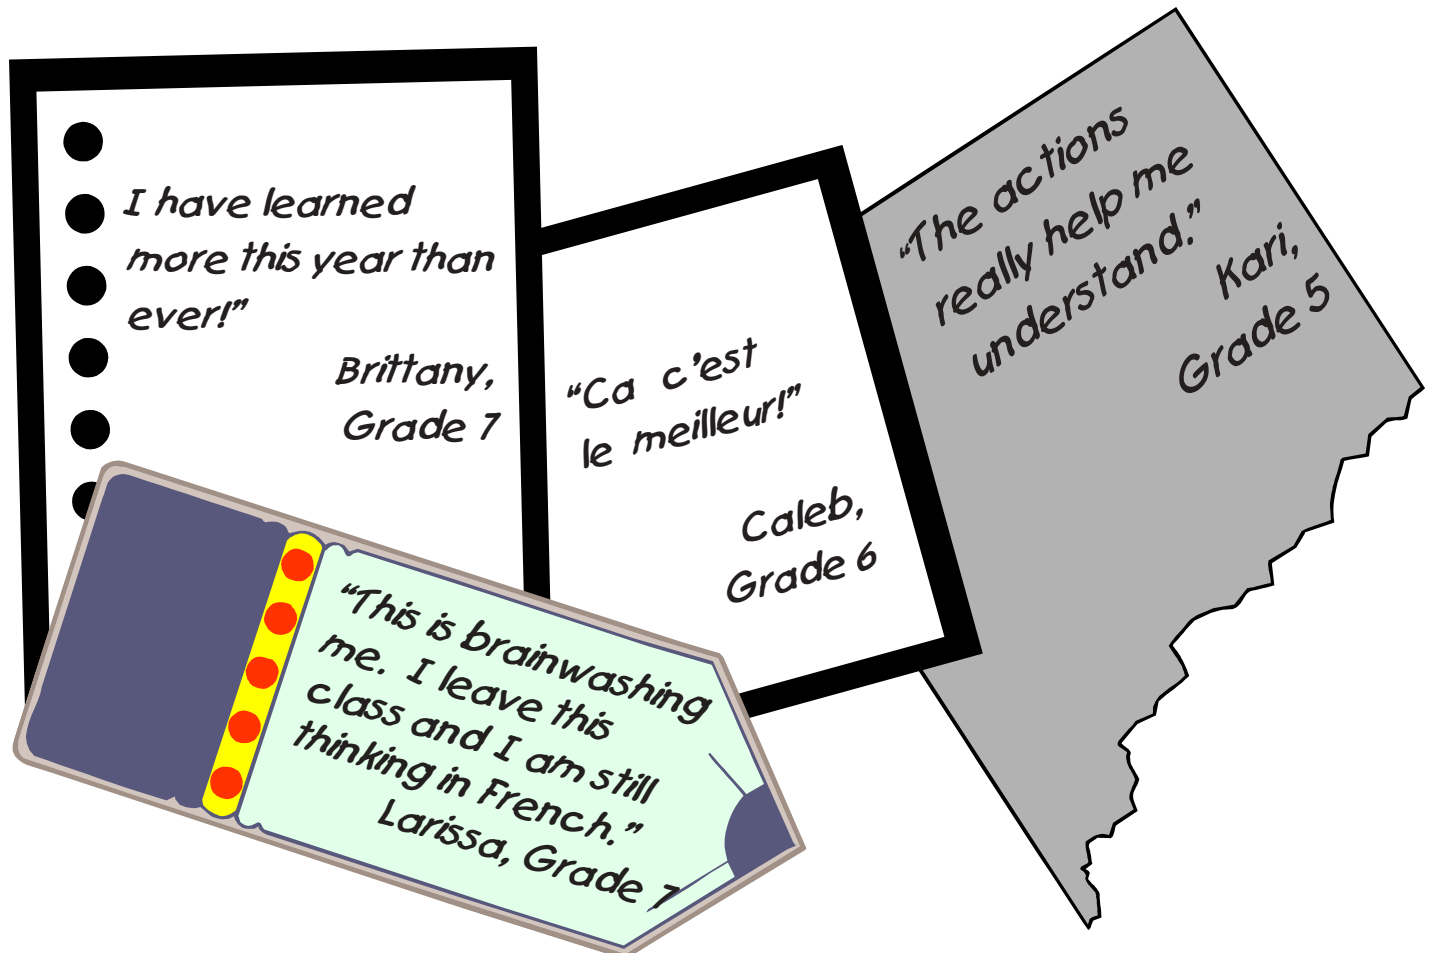 I have learned
more this year than
ever!”
Brittany,
Grade 7
“Ca c’est
le meilleur!”
Caleb,
Grade 6
“The actions
really help me
understand.”
Kari,
Grade 5
“This is brainwashing
me. I leave this
class and I am still
thinking in French.”
Larissa, Grade 7